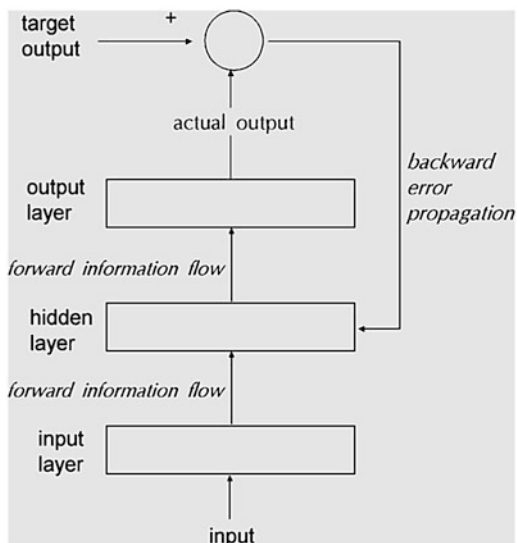 target
output
+
actual output
backward
error
propagation
output
layer
forward information flow
hidden
layer
forward information flow
input
layer
input